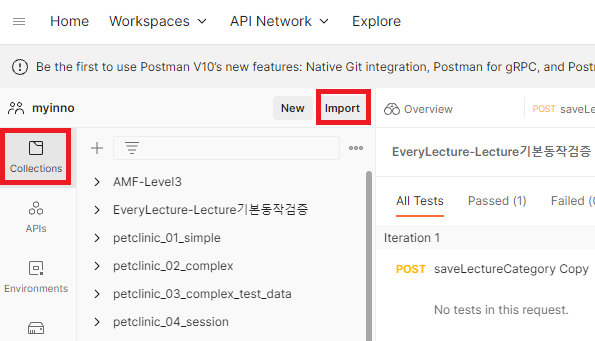 Home Workspaces API Network Explore
Be the first to use Postman V10's new features: Native Git integration, Postman for gRPC, and Postm
myinno New Import Overview POST saveLe
Collections
EveryLecture-Lecture기본동작검증
AMF-Level3
EveryLecture-Lecture기본동작검증
All Tests Passed (1) Failed (
APIs
petclinic_01_simple
Iteration 1
petclinic_02_complex
POST saveLectureCategory Copy
Environments
petclinic_03_complex_test_data
No tests in this request.
petclinic_04_session